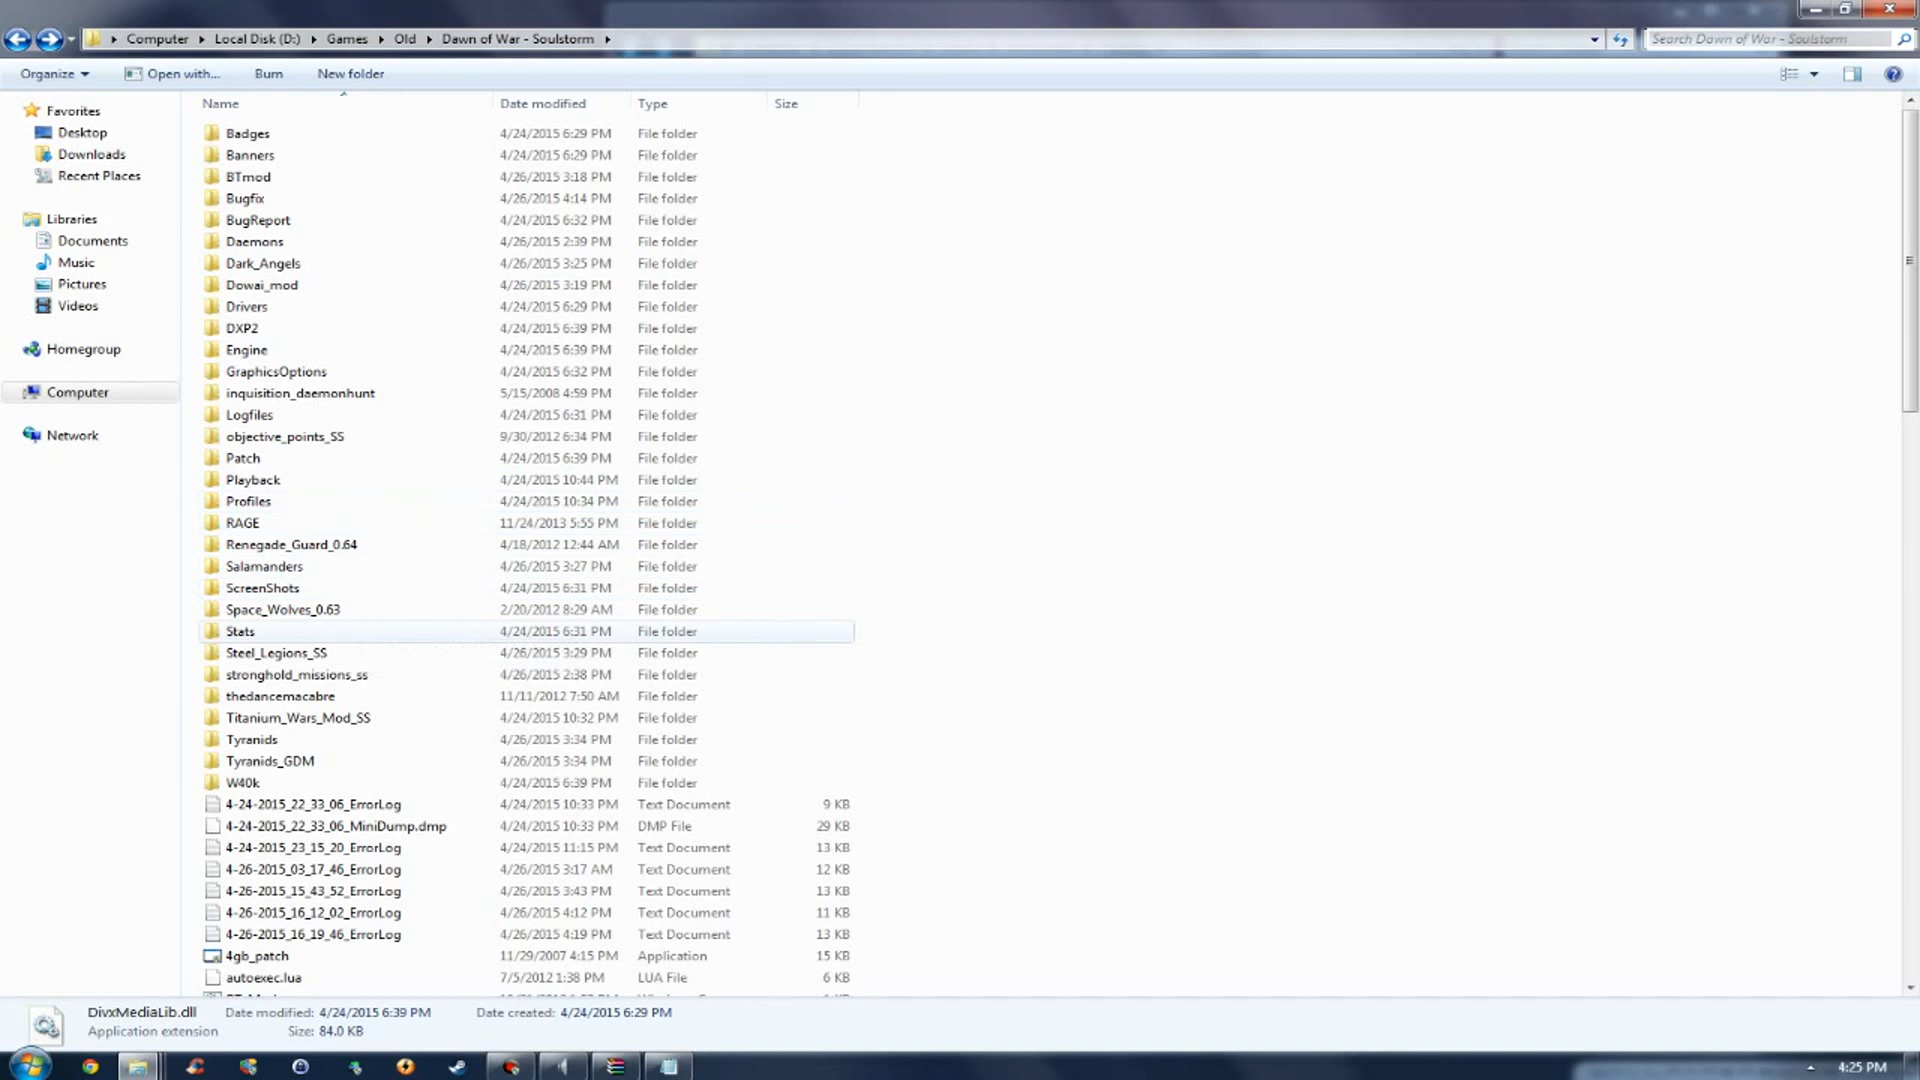 Computer Local Disk (D:) Games Old Dawn of War - Soulstorm Search Dawn of War - Soulstorm
Organize Open with... Burn New folder
Name Date modified Type Size
Favorites
Desktop
Downloads
Recent Places
Libraries
Documents
Music
Pictures
Videos
Homegroup
Computer
Network
Badges 4/24/2015 6:29 PM File folder
Banners 4/24/2015 6:29 PM File folder
BTmod 4/26/2015 3:18 PM File folder
Bugfix 4/26/2015 4:14 PM File folder
BugReport 4/24/2015 6:32 PM File folder
Daemons 4/26/2015 2:39 PM File folder
Dark_Angels 4/26/2015 3:25 PM File folder
Dowai_mod 4/26/2015 3:19 PM File folder
Drivers 4/24/2015 6:29 PM File folder
DXP2 4/24/2015 6:39 PM File folder
Engine 4/24/2015 6:39 PM File folder
GraphicsOptions 4/24/2015 6:32 PM File folder
inquisition_daemonhunt 5/15/2008 4:59 PM File folder
Logfiles 4/24/2015 6:31 PM File folder
objective_points_SS 9/30/2012 6:34 PM File folder
Patch 4/24/2015 6:39 PM File folder
Playback 4/24/2015 10:44 PM File folder
Profiles 4/24/2015 10:34 PM File folder
RAGE 11/24/2013 5:55 PM File folder
Renegade_Guard_0.64 4/18/2012 12:44 AM File folder
Salamanders 4/26/2015 3:27 PM File folder
ScreenShots 4/24/2015 6:31 PM File folder
Space_Wolves_0.63 2/20/2012 8:29 AM File folder
Stats 4/24/2015 6:31 PM File folder
Steel_Legions_SS 4/26/2015 3:29 PM File folder
stronghold_missions_ss 4/26/2015 2:38 PM File folder
thedancemacabre 11/11/2012 7:50 AM File folder
Titanium_Wars_Mod_SS 4/24/2015 10:32 PM File folder
Tyranids 4/26/2015 3:34 PM File folder
Tyranids_GDM 4/26/2015 3:34 PM File folder
W40k 4/24/2015 6:39 PM File folder
4-24-2015_22_33_06_ErrorLog 4/24/2015 10:33 PM Text Document 9 KB
4-24-2015_22_33_06_MiniDump.dmp 4/24/2015 10:33 PM DMP File 29 KB
4-24-2015_23_15_20_ErrorLog 4/24/2015 11:15 PM Text Document 13 KB
4-26-2015_03_17_46_ErrorLog 4/26/2015 3:17 AM Text Document 12 KB
4-26-2015_15_43_52_ErrorLog 4/26/2015 3:43 PM Text Document 13 KB
4-26-2015_16_12_02_ErrorLog 4/26/2015 4:12 PM Text Document 11 KB
4-26-2015_16_19_46_ErrorLog 4/26/2015 4:19 PM Text Document 13 KB
4gb_patch 11/29/2007 4:15 PM Application 15 KB
autoexec.lua 7/5/2012 1:38 PM LUA File 6 KB
DivxMediaLib.dll Date modified: 4/24/2015 6:39 PM Date created: 4/24/2015 6:29 PM
Application extension Size: 84.0 KB
4:25 PM